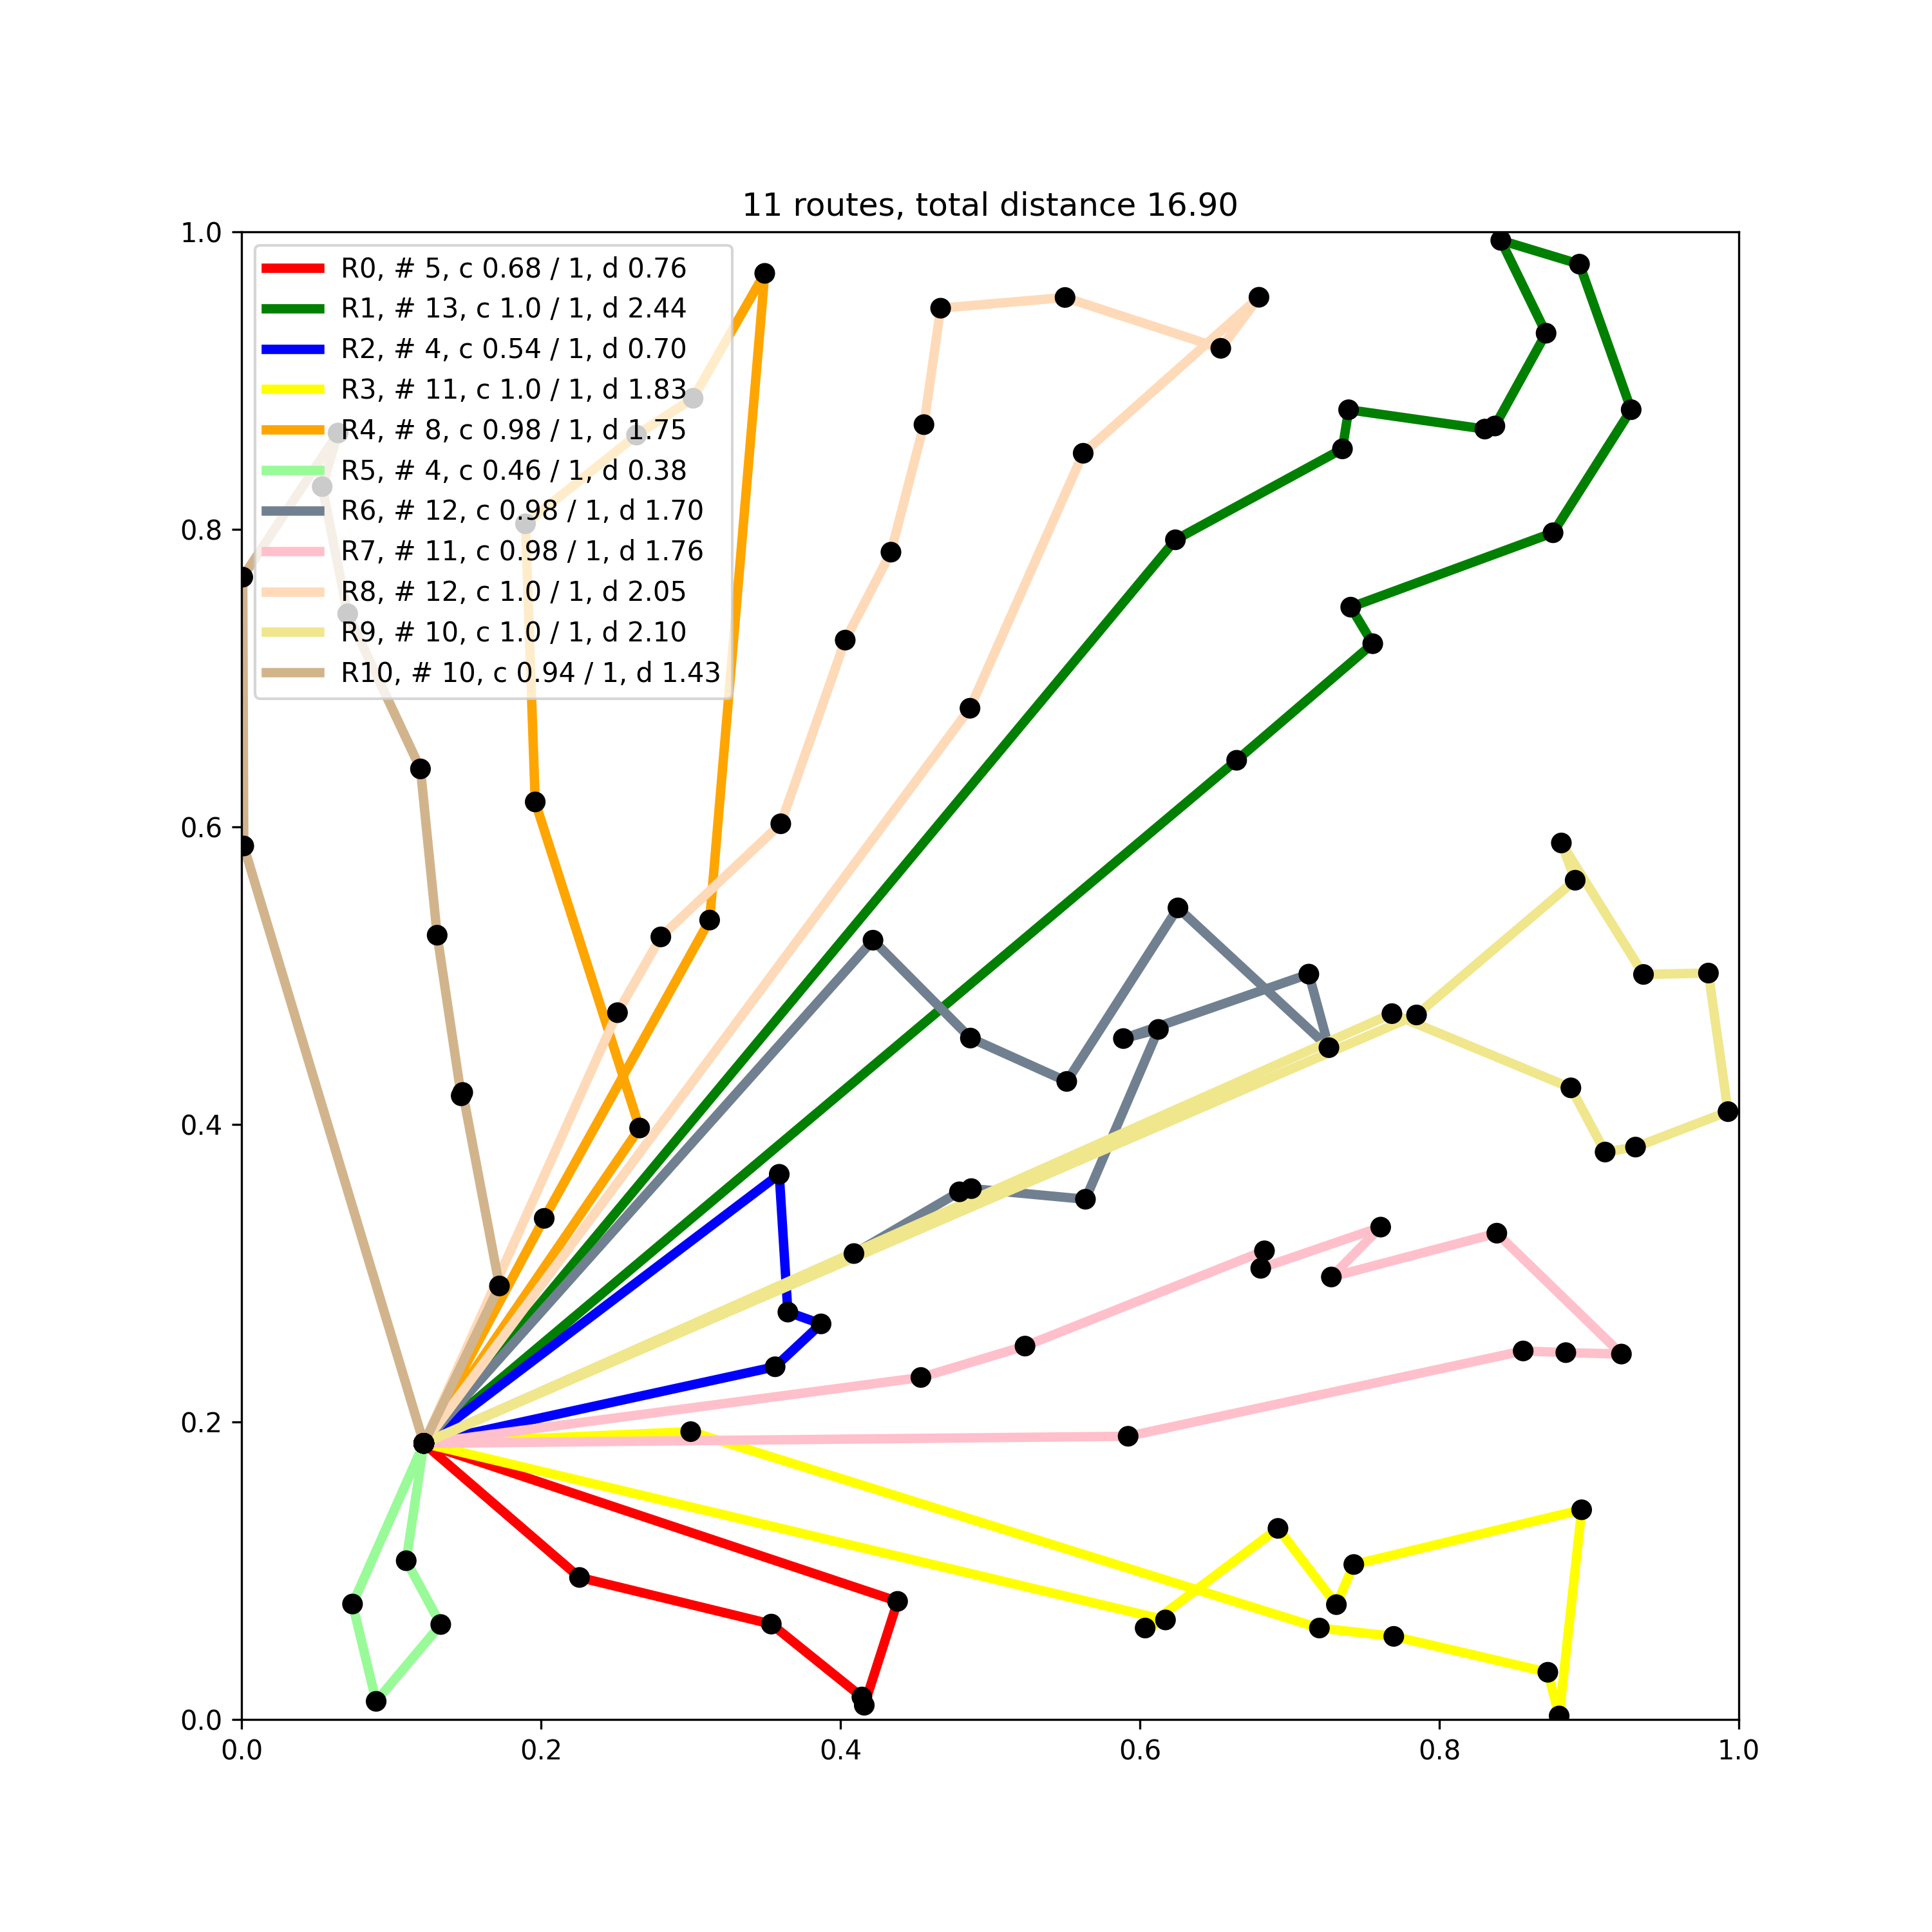 11 routes, total distance 16.90
1.0
0.8
0.6
0.4
0.2
0.0
R0, # 5, c 0.68 / 1, d 0.76
R1, # 13, c 1.0 / 1, d 2.44
R2, # 4, c 0.54 / 1, d 0.70
R3, # 11, c 1.0 / 1, d 1.83
R4, # 8, c 0.98 / 1, d 1.75
R5, # 4, c 0.46 / 1, d 0.38
R6, # 12, c 0.98 / 1, d 1.70
R7, # 11, c 0.98 / 1, d 1.76
R8, # 12, c 1.0 / 1, d 2.05
R9, # 10, c 1.0 / 1, d 2.10
R10, # 10, c 0.94 / 1, d 1.43
0.0 0.2 0.4 0.6 0.8 1.0